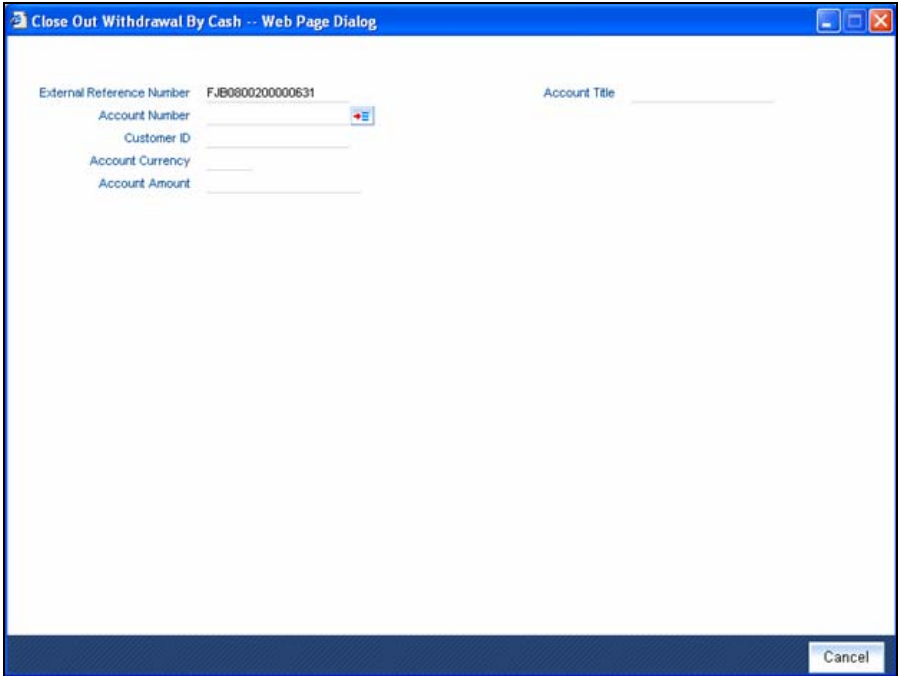 Close Out Withdrawal By Cash -- Web Page Dialog
External Reference Number FJB0800200000631 Account Title
Account Number
Customer ID
Account Currency
Account Amount
Cancel